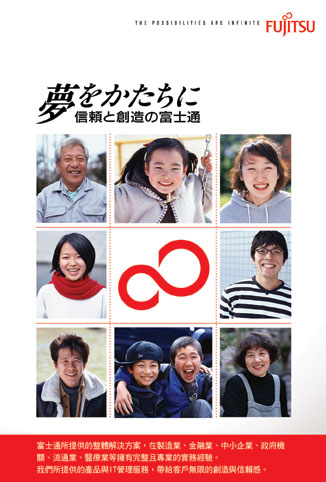 THE POSSIBILITIES ARE INFINITE
FUJITSU
夢をかたちに
信頼と創造の富士通
富士通所提供的整體解決方案，在製造業、金融業、中小企業、政府機
關、流通業、醫療業等擁有完整且專業的實務經驗。
我們所提供的產品與IT管理服務，帶給客戶無限的創造與信賴感。